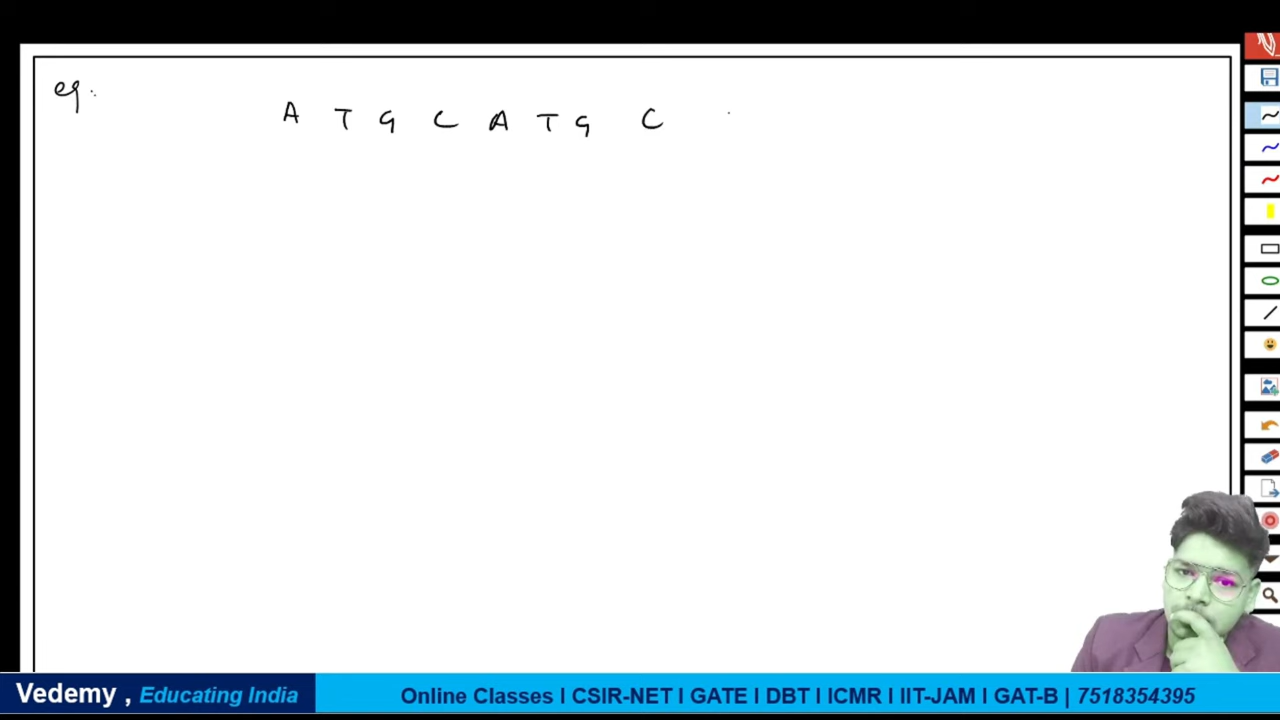 eg.
A T G C A T G C
Vedemy , Educating India
Online Classes I CSIR-NET I GATE I DBT I ICMR I IIT-JAM I GAT-B | 7518354395